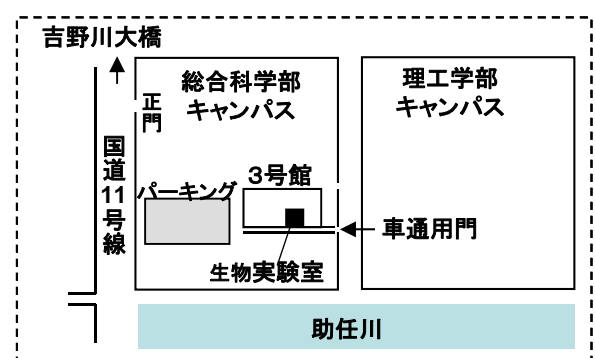 吉野川大橋
総合科学部
キャンパス
理工学部
キャンパス
正門
国道11号線
３号館
パーキング
車通用門
生物実験室
助任川